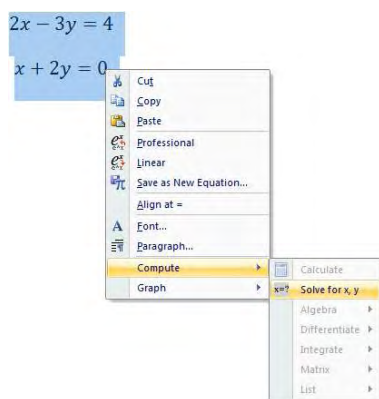 2x − 3y = 4
x + 2y = 0
Cut
Copy
Paste
Professional
Linear
Save as New Equation...
Align at =
Font...
Paragraph...
Compute
Graph
Calculate
x=? Solve for x, y
Algebra
Differentiate
Integrate
Matrix
List